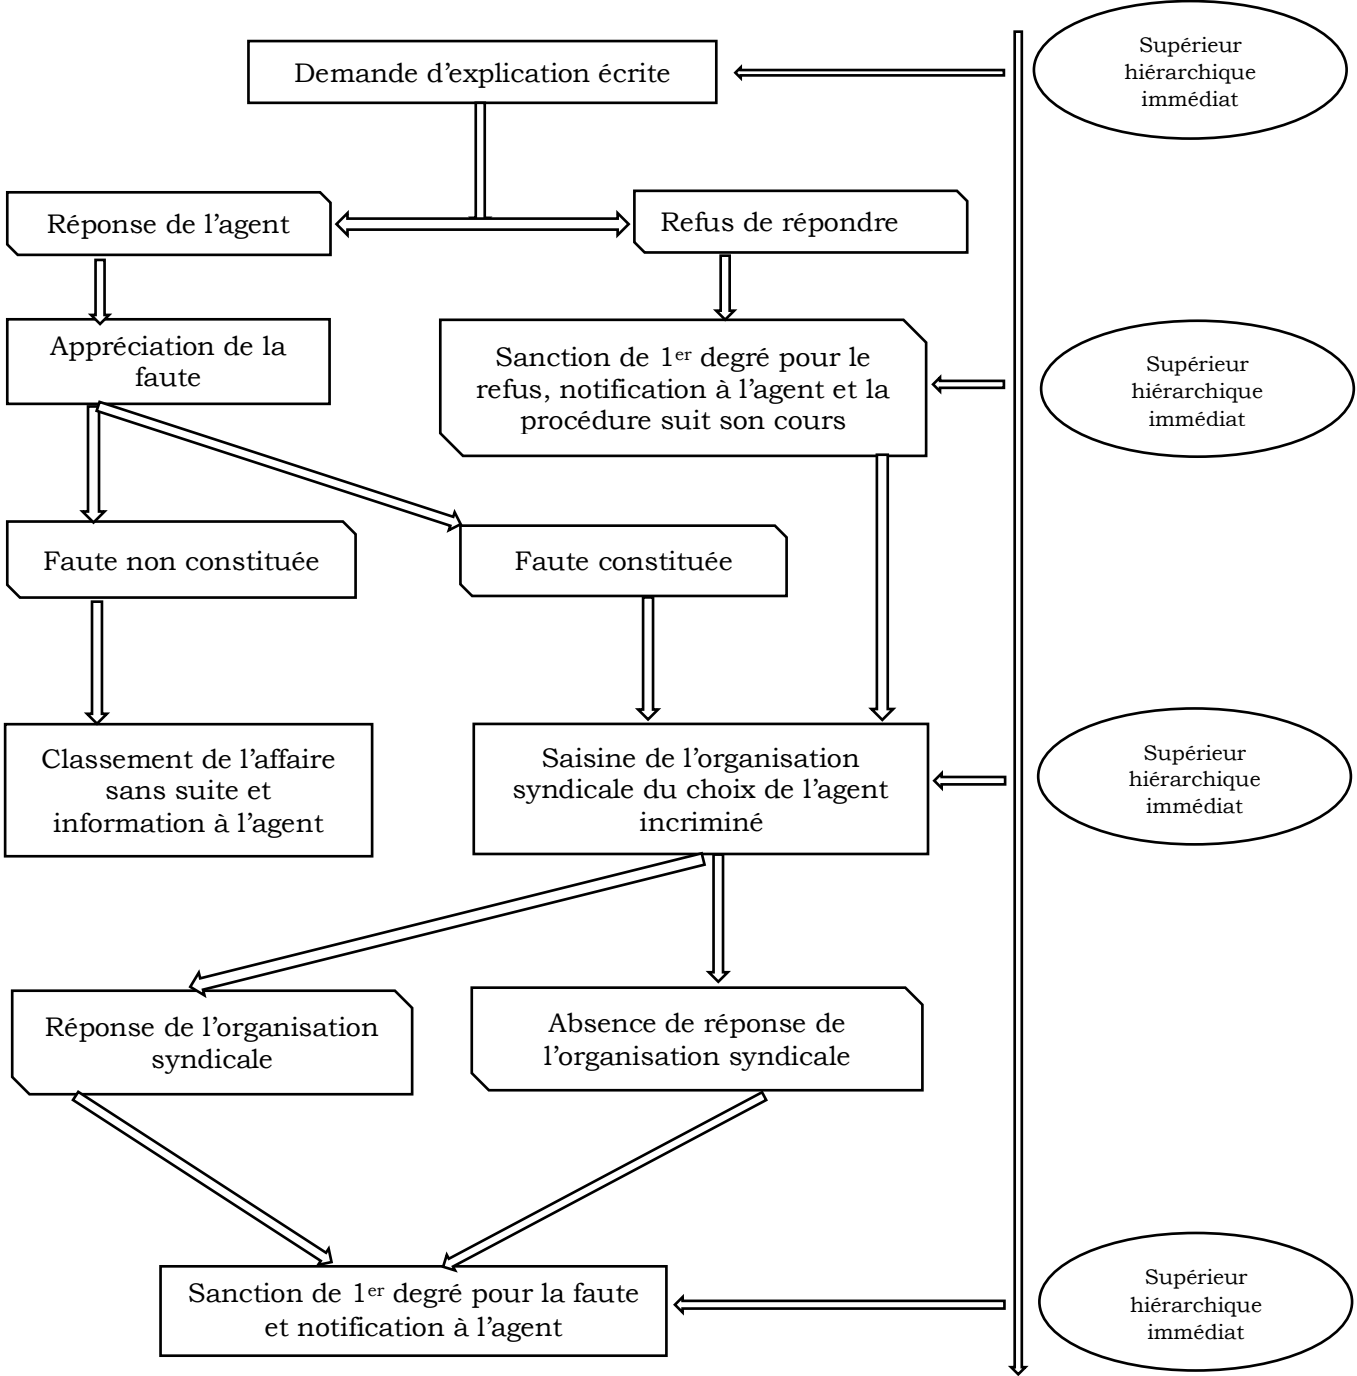 Supérieur
hiérarchique
immédiat
Demande d’explication écrite
Réponse de l’agent
Refus de répondre
Appréciation de la
faute
Sanction de 1er degré pour le
refus, notification à l’agent et la
procédure suit son cours
Supérieur
hiérarchique
immédiat
Faute non constituée
Faute constituée
Classement de l’affaire
sans suite et
information à l’agent
Saisine de l’organisation
syndicale du choix de l’agent
incriminé
Supérieur
hiérarchique
immédiat
Réponse de l’organisation
syndicale
Absence de réponse de
l’organisation syndicale
Sanction de 1er degré pour la faute
et notification à l’agent
Supérieur
hiérarchique
immédiat